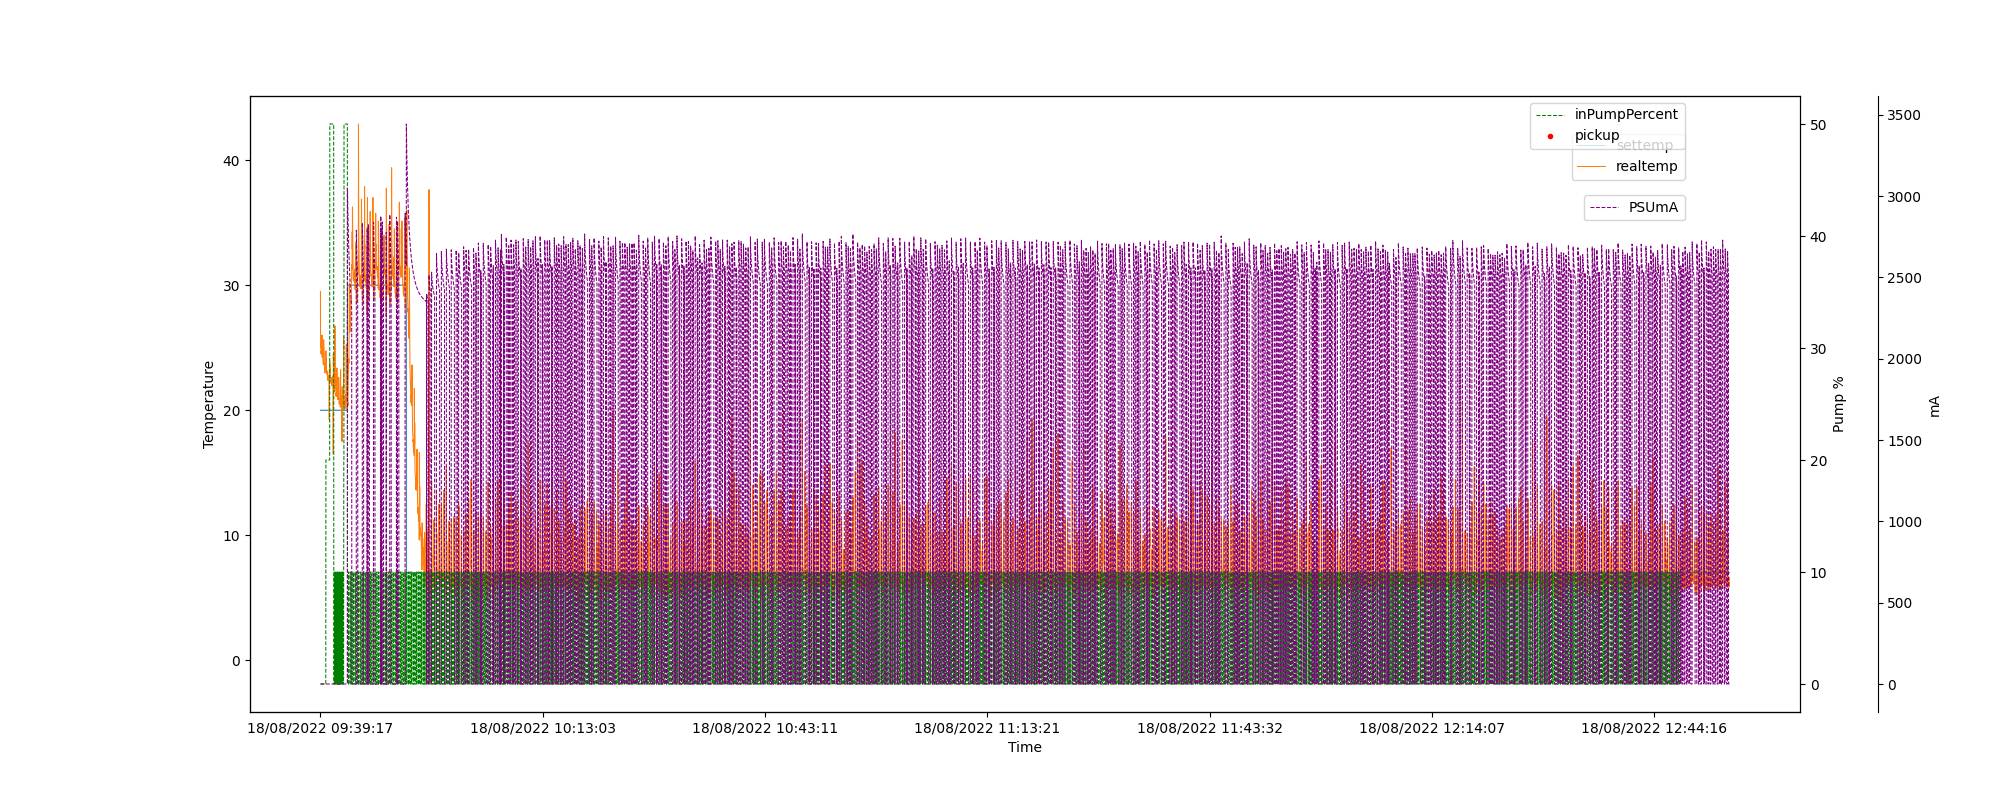 inPumpPercent
pickup
settemp
realtemp
PSUmA
Temperature
40
30
20
10
0
50
40
30
20
10
0
Pump %
3500
3000
2500
2000
1500
1000
500
0
mA
18/08/2022 09:39:17
18/08/2022 10:13:03
18/08/2022 10:43:11
18/08/2022 11:13:21
18/08/2022 11:43:32
18/08/2022 12:14:07
18/08/2022 12:44:16
Time